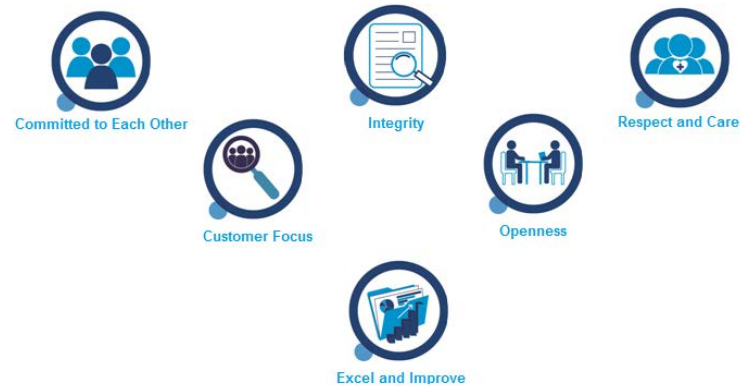 Committed to Each Other
Integrity
Respect and Care
Customer Focus
Openness
Excel and Improve